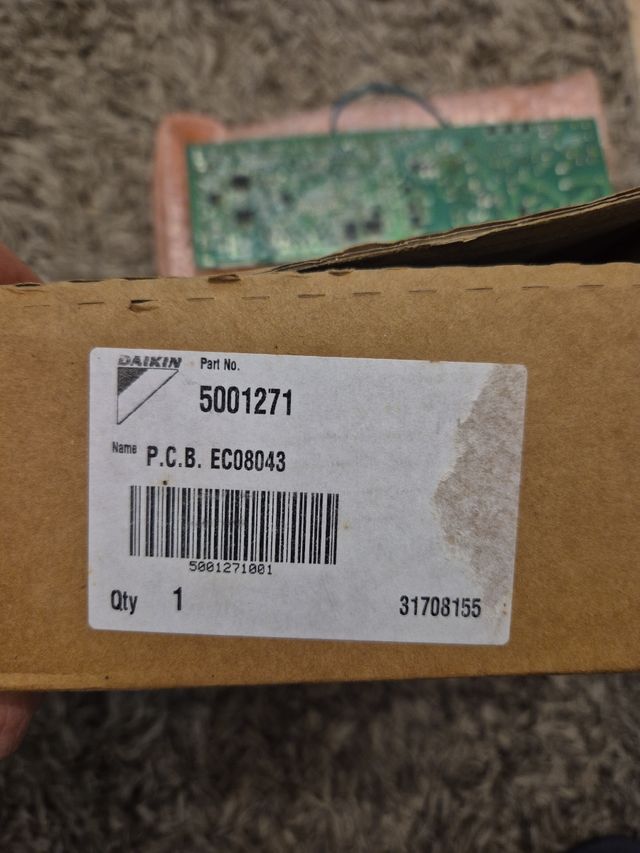 DAIKIN
Part No.
5001271
Name P.C.B. EC08043
5001271001
Qty 1
31708155